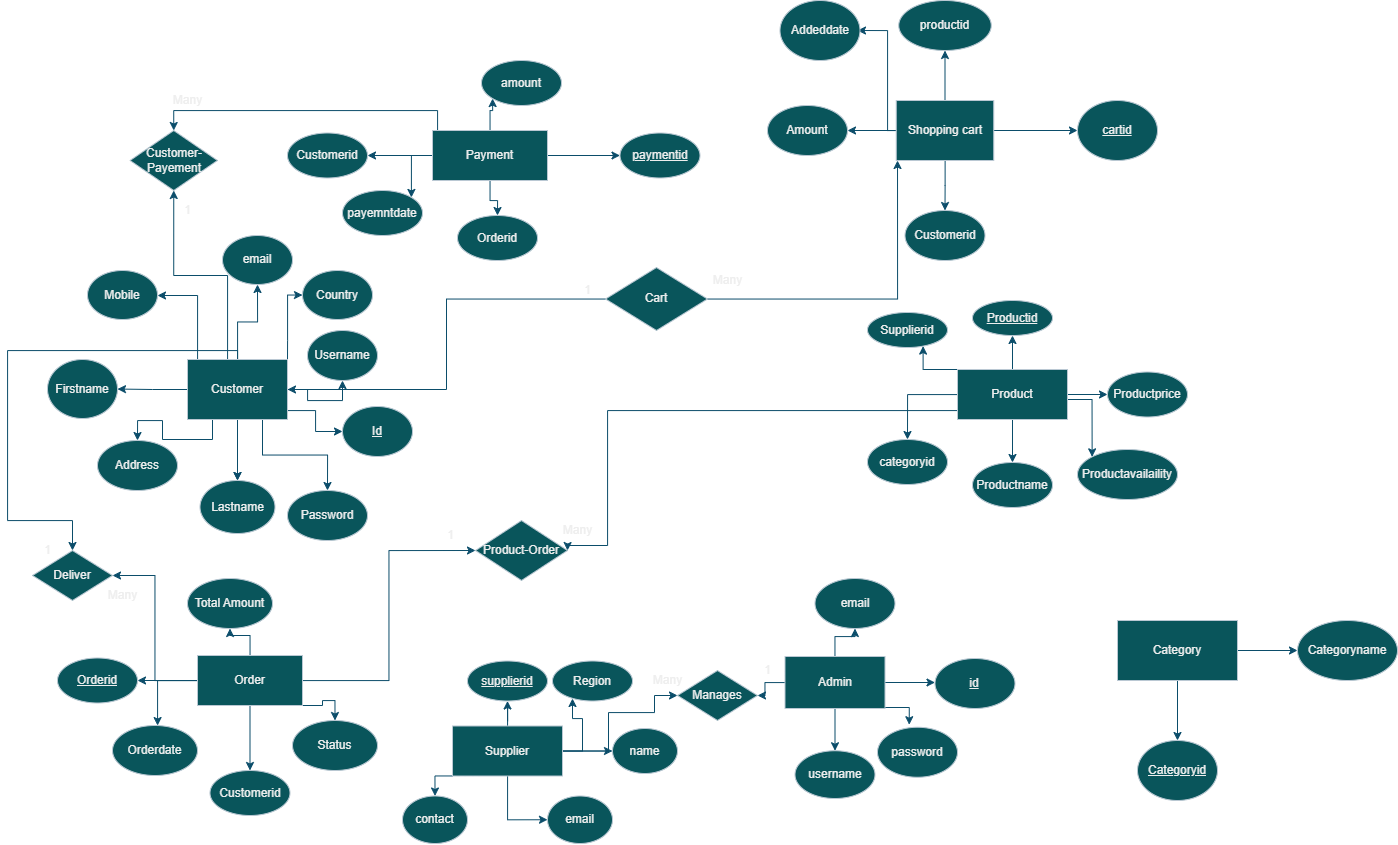 Addeddate
productid
amount
Many
Amount
Shopping cart
cartid
Customer-
Payement
Customerid
Payment
paymentid
payemntdate
1
Orderid
Customerid
email
Many
Mobile
Country
1
Cart
Supplierid
Productid
Username
Firstname
Customer
Product
Productprice
Id
Address
categoryid
Productname
Productavailaility
Lastname
Password
1
Many
Product-Order
1
Deliver
Many
Total Amount
email
Category
Categoryname
Orderid
Order
supplierid
Region
Many
1
Manages
Admin
id
Orderdate
Status
Supplier
name
username
password
Categoryid
Customerid
contact
email